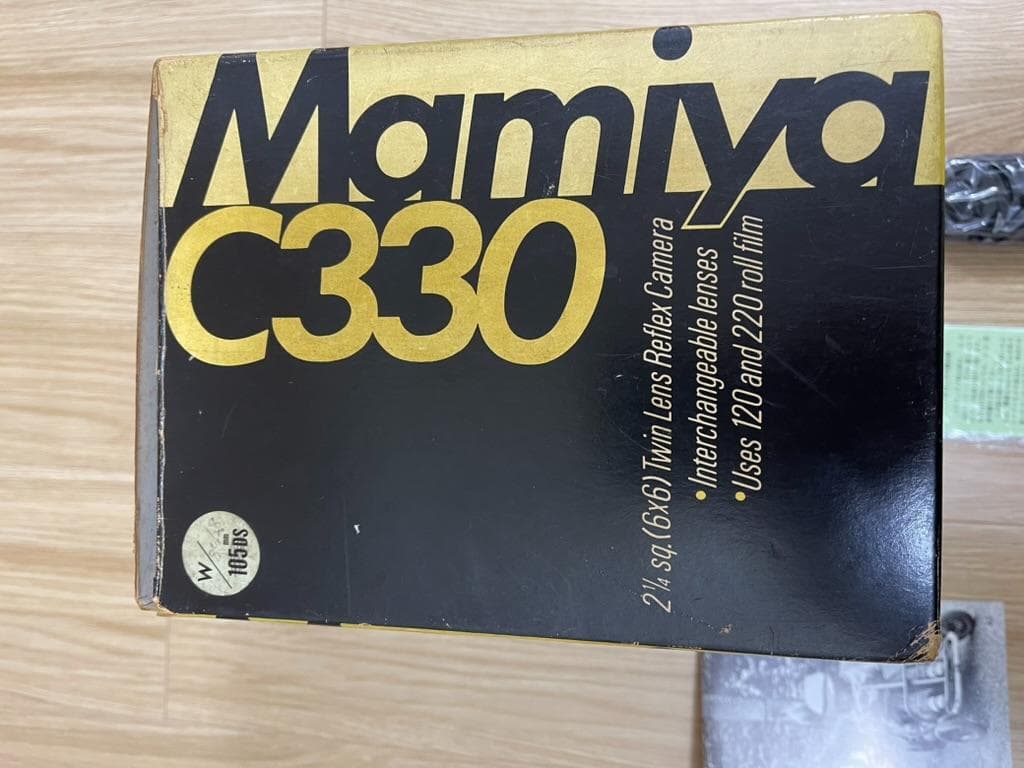 Mamiya
C330
2¼ sq. (6x6) Twin Lens Reflex Camera
• Interchangeable lenses
• Uses 120 and 220 roll film
W/
mm
105DS